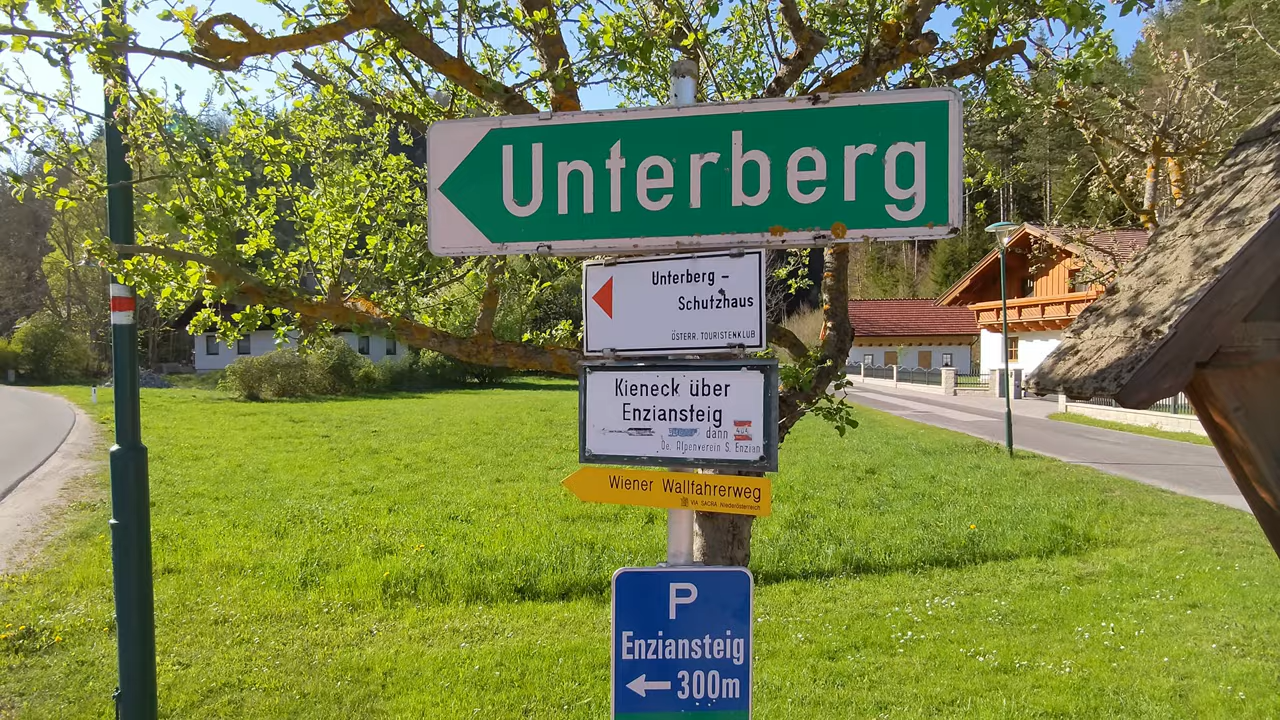 Unterberg
Unterberg -
Schutzhaus
ÖSTERR. TOURISTENKLUB
Kieneck über
Enziansteig
dann
Oe. Alpenverein S. Enzian
Wiener Wallfahrerweg
VIA SACRA, Niederösterreich
P
Enziansteig
300m